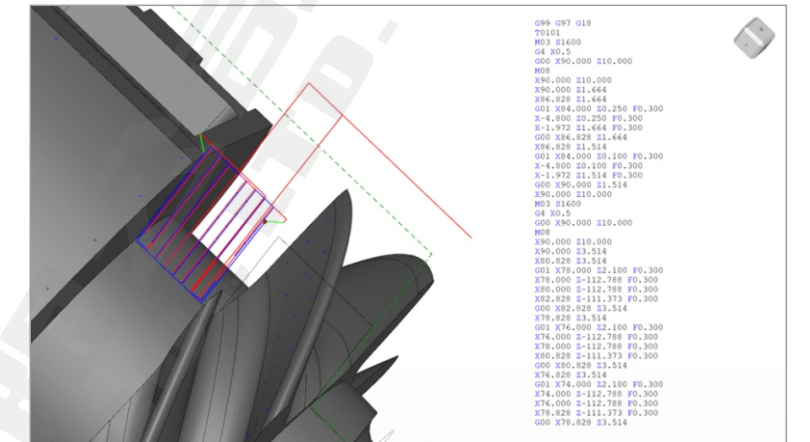 G99 G97 G18
T0101
M03 S1600
G4 X0.5
G00 X90.000 Z10.000
M08
X90.000 Z10.000
X90.000 Z1.664
X86.828 Z1.664
G01 X84.000 Z0.250 F0.300
X-4.800 Z0.250 F0.300
X-1.972 Z1.664 F0.300
G00 X86.828 Z1.664
X86.828 Z1.514
G01 X84.000 Z0.100 F0.300
X-4.800 Z0.100 F0.300
X-1.972 Z1.514 F0.300
G00 X90.000 Z1.514
X90.000 Z10.000
M03 S1600
G4 X0.5
G00 X90.000 Z10.000
M08
X90.000 Z10.000
X90.000 Z3.514
X80.828 Z3.514
G01 X78.000 Z2.100 F0.300
X78.000 Z-112.788 F0.300
X80.000 Z-112.788 F0.300
X82.828 Z-111.373 F0.300
G00 X82.828 Z3.514
X78.828 Z3.514
G01 X76.000 Z2.100 F0.300
X76.000 Z-112.788 F0.300
X78.000 Z-112.788 F0.300
X80.828 Z-111.373 F0.300
G00 X80.828 Z3.514
X76.828 Z3.514
G01 X74.000 Z2.100 F0.300
X74.000 Z-112.788 F0.300
X76.000 Z-112.788 F0.300
X78.828 Z-111.373 F0.300
G00 X78.828 Z3.514